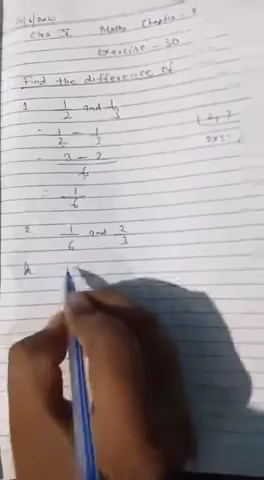 Class V Maths Chapter - 3
Exercise - 30
Find the difference of
1 1/2 and 1/3
= 1/2 - 1/3
= 3 - 2 / 6
= 1/6
2 1/6 and 2/3